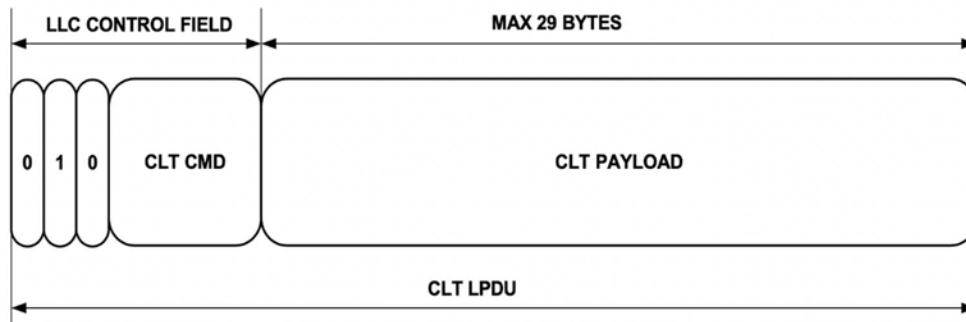 LLC CONTROL FIELD MAX 29 BYTES
0 1 0 CLT CMD CLT PAYLOAD
CLT LPDU